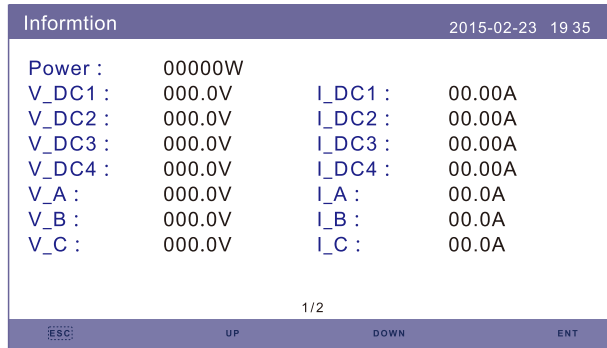 Informtion 2015-02-23 19 35
Power : 00000W
V_DC1 : 000.0V I_DC1 : 00.00A
V_DC2 : 000.0V I_DC2 : 00.00A
V_DC3 : 000.0V I_DC3 : 00.00A
V_DC4 : 000.0V I_DC4 : 00.00A
V_A : 000.0V I_A : 00.0A
V_B : 000.0V I_B : 00.0A
V_C : 000.0V I_C : 00.0A
1/2
ESC UP DOWN ENT